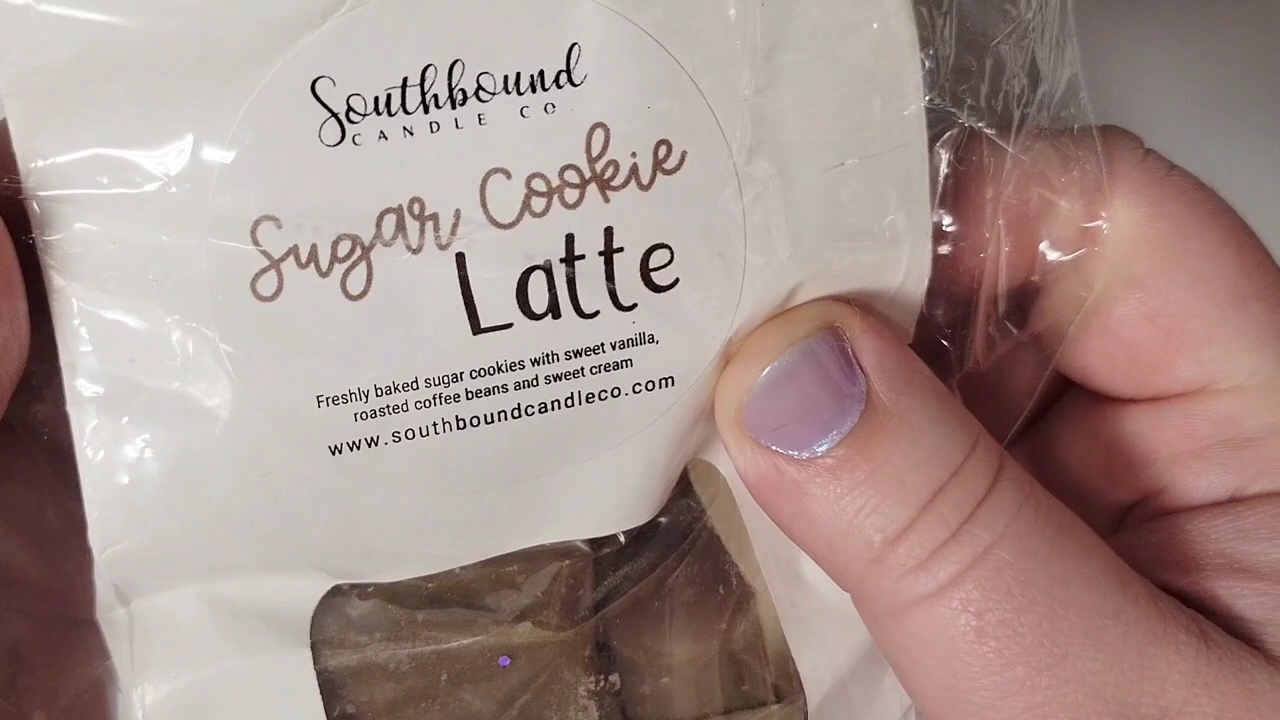 Southbound
CANDLE CO.
Sugar Cookie
Latte
Freshly baked sugar cookies with sweet vanilla,
roasted coffee beans and sweet cream
www.southboundcandleco.com